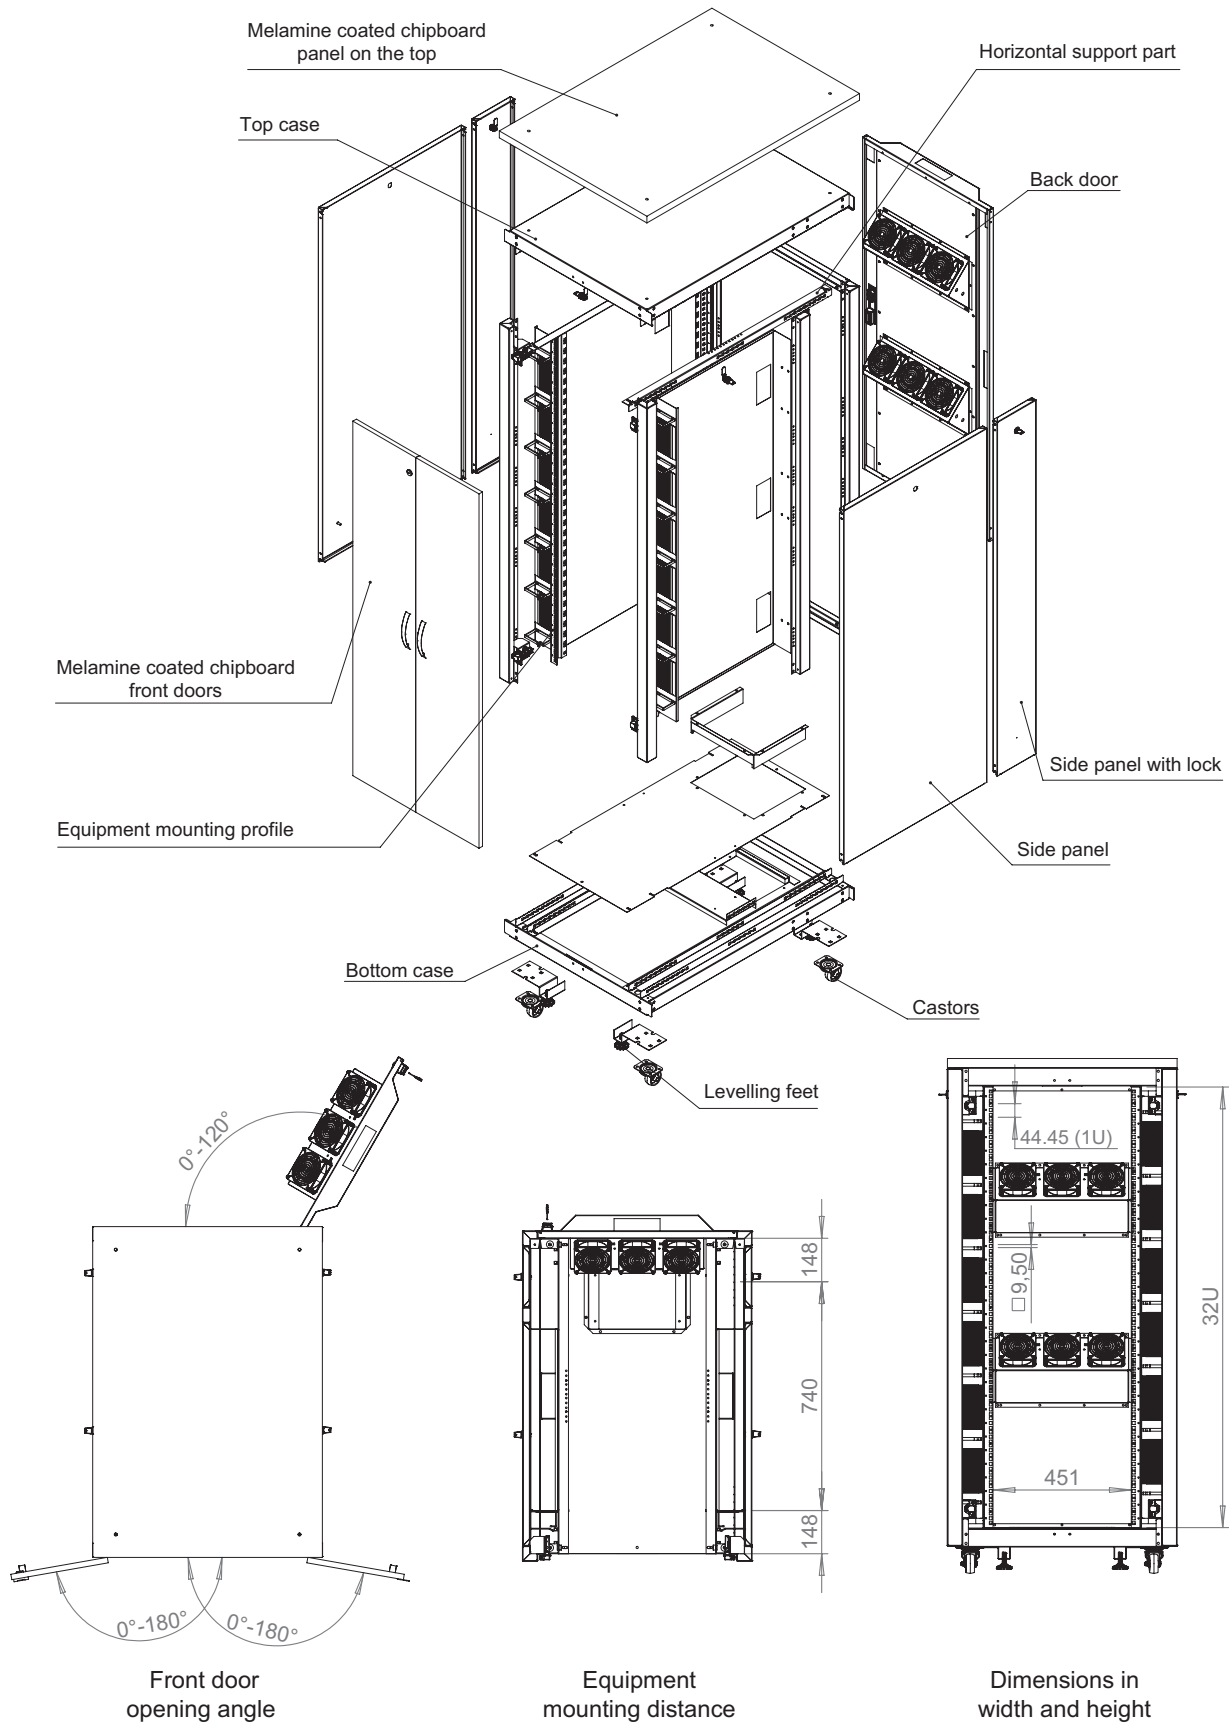 Melamine coated chipboard
panel on the top
Horizontal support part
Top case
Back door
Melamine coated chipboard
front doors
Side panel with lock
Equipment mounting profile
Side panel
Bottom case
Castors
Levelling feet
0°-120°
44.45 (1U)
148
□9,50
32U
740
451
148
0°-180°
0°-180°
Front door
opening angle
Equipment
mounting distance
Dimensions in
width and height